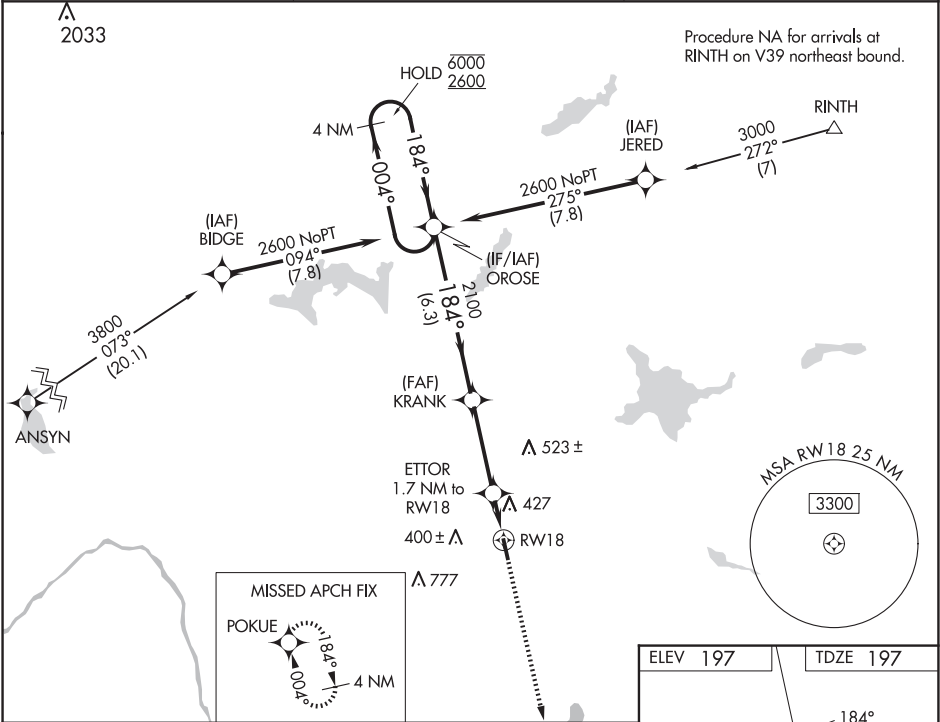 2033
Procedure NA for arrivals at
RINTH on V39 northeast bound.
HOLD
6000
2600
4 NM
184°
004°
RINTH
3000
272°
(7)
(IAF)
JERED
2600 NoPT
275°
(7.8)
(IAF)
BIDGE
2600 NoPT
094°
(7.8)
(IF/IAF)
OROSE
2100
184°
(6.3)
3800
073°
(20.1)
ANSYN
(FAF)
KRANK
523 ±
ETTOR
1.7 NM to
RW18
427
400 ±
RW18
777
MSA RW18 25 NM
3300
MISSED APCH FIX
POKUE
184°
004°
4 NM
ELEV 197
TDZE 197
184°